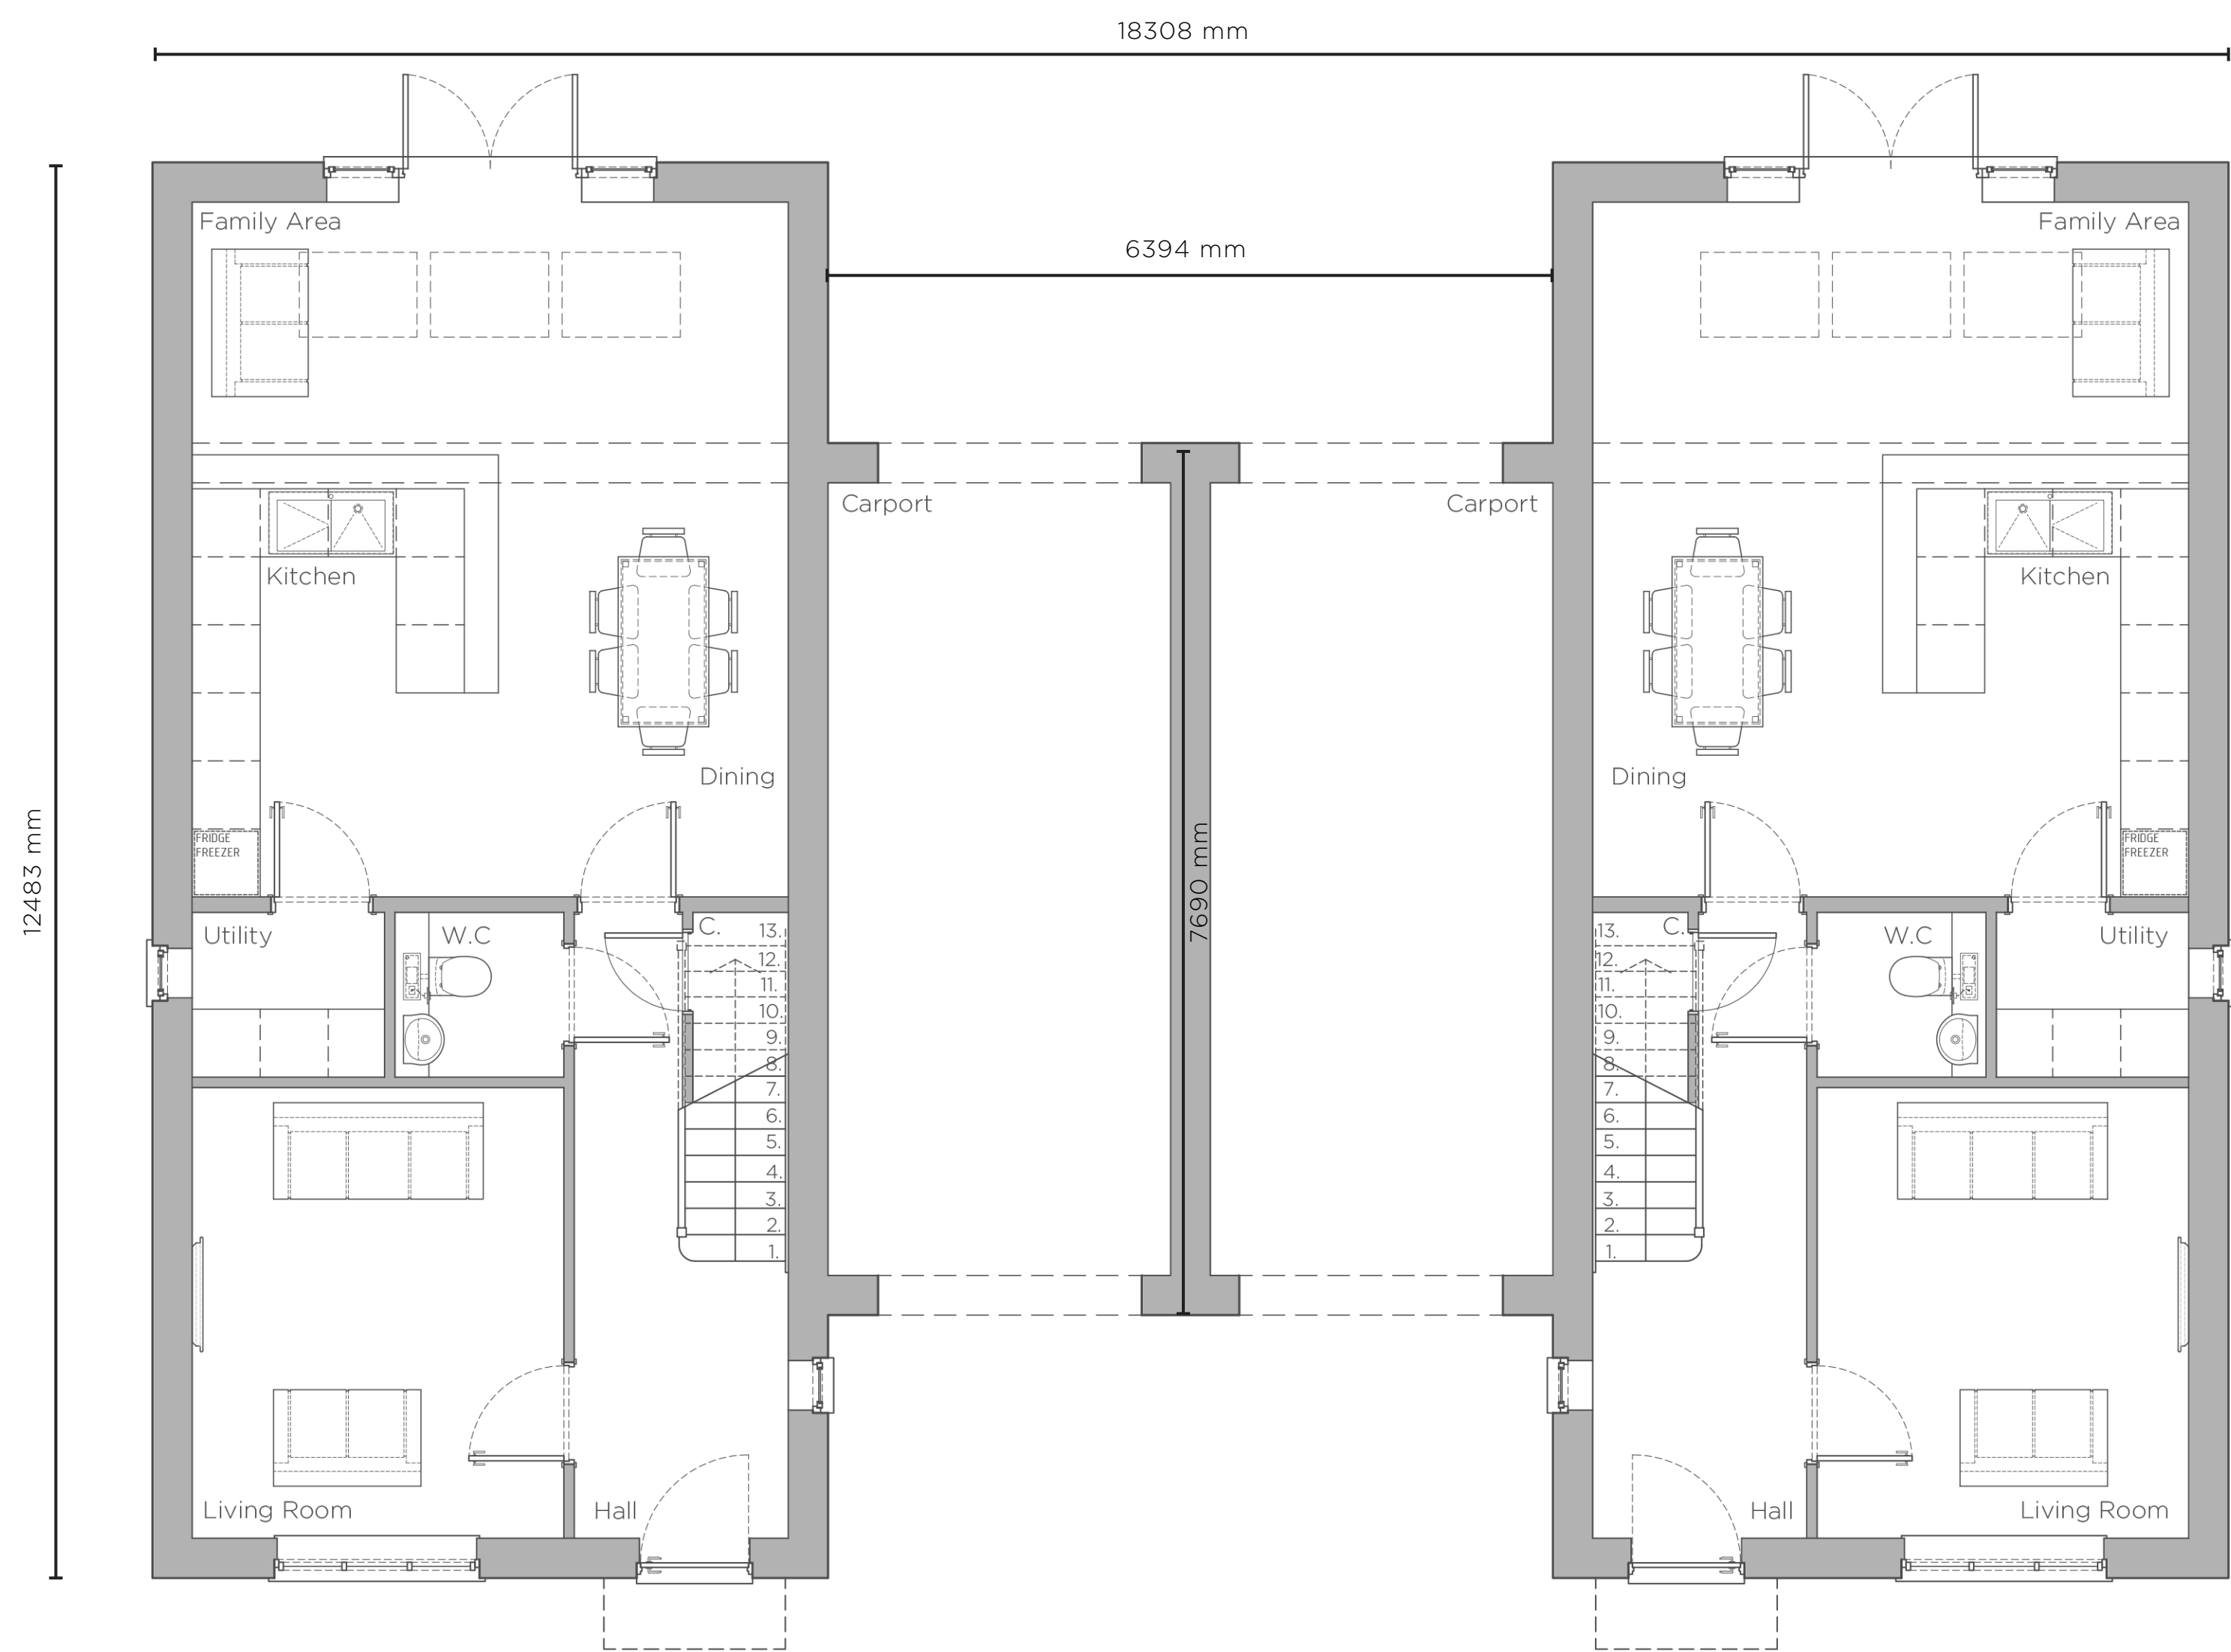 18308 mm
Family Area
6394 mm
Family Area
Carport
Carport
Kitchen
Kitchen
Dining
Dining
12483 mm
7690 mm
FRIDGE
FREEZER
FRIDGE
FREEZER
Utility
W.C
C.
13.
12.
11.
10.
9.
8.
7.
6.
5.
4.
3.
2.
1.
13.
12.
11.
10.
9.
8.
7.
6.
5.
4.
3.
2.
1.
C.
W.C
Utility
Living Room
Hall
Hall
Living Room